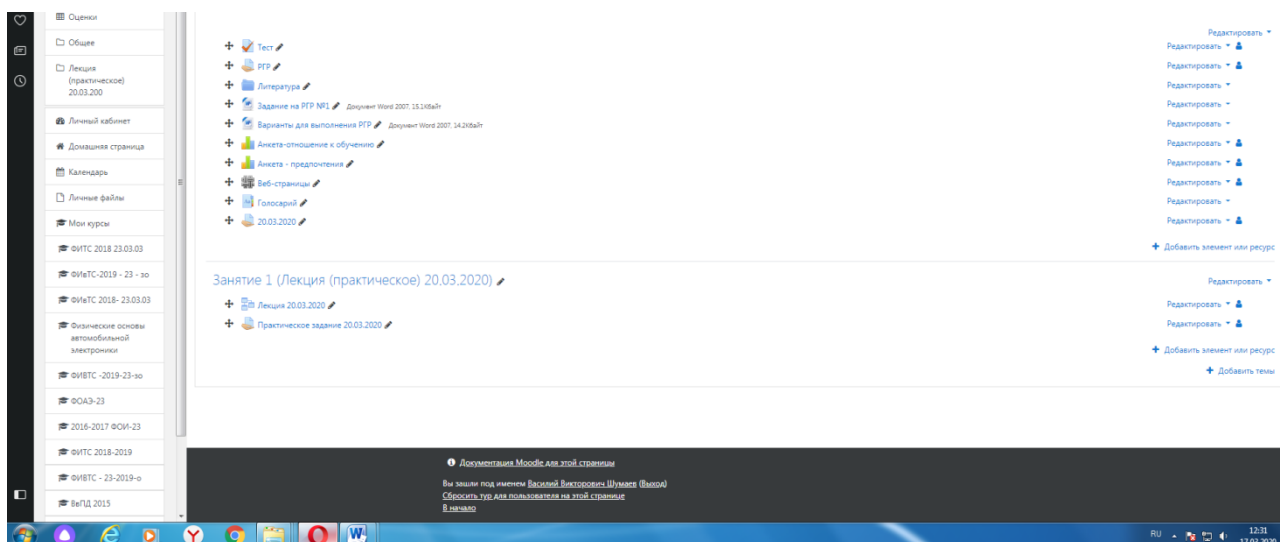 Оценки
Общее
Лекция
(практическое)
20.03.200
Личный кабинет
Домашняя страница
Календарь
Личные файлы
Мои курсы
ФИТС 2018 23.03.03
ФИвТС-2019 - 23 - зо
ФИвТС 2018- 23.03.03
Физические основы
автомобильной
электроники
ФИВТС -2019-23-зо
ФОАЭ-23
2016-2017 ФОИ-23
ФИТС 2018-2019
ФИВТС - 23-2019-о
ВвПД 2015
Редактировать
Тест Редактировать
РГР Редактировать
Литература Редактировать
Задание на РГР №1 Документ Word 2007, 15.1Кбайт Редактировать
Варианты для выполнения РГР Документ Word 2007, 14.2Кбайт Редактировать
Анкета-отношение к обучению Редактировать
Анкета - предпочтения Редактировать
Веб-страницы Редактировать
Голосарий Редактировать
20.03.2020 Редактировать
Добавить элемент или ресурс
Занятие 1 (Лекция (практическое) 20.03.2020) Редактировать
Лекция 20.03.2020 Редактировать
Практическое задание 20.03.2020 Редактировать
Добавить элемент или ресурс
Добавить темы
Документация Moodle для этой страницы
Вы зашли под именем Василий Викторович Шумаев (Выход)
Сбросить тур для пользователя на этой странице
В начало
RU 12:31
17.03.2020